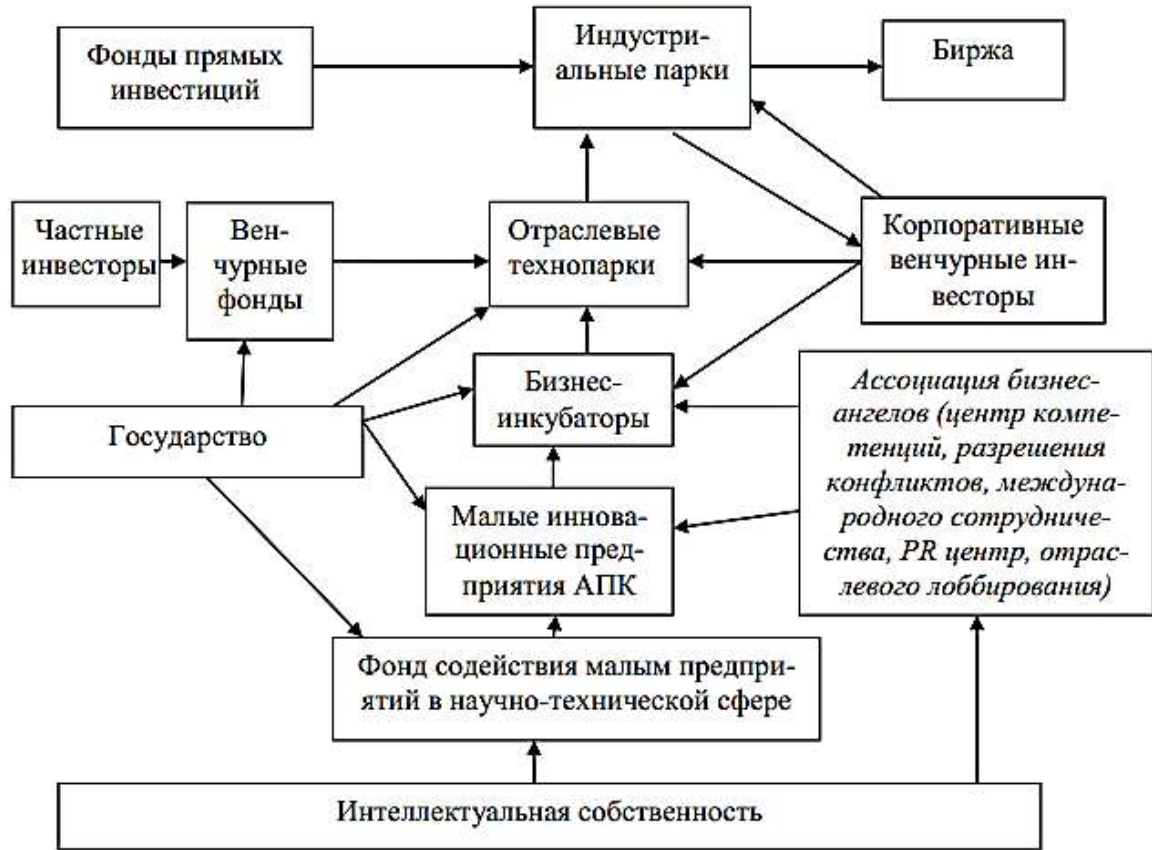 Фонды прямых
инвестиций
Индустри-
альные парки
Биржа
Частные
инвесторы
Вен-
чурные
фонды
Отраслевые
технопарки
Корпоративные
венчурные ин-
весторы
Государство
Бизнес-
инкубаторы
Ассоциация бизнес-
ангелов (центр компе-
тенций, разрешения
конфликтов, междуна-
родного сотрудниче-
ства, PR центр, отрас-
левого лоббирования)
Малые иннова-
ционные пред-
приятия АПК
Фонд содействия малым предпри-
ятий в научно-технической сфере
Интеллектуальная собственность